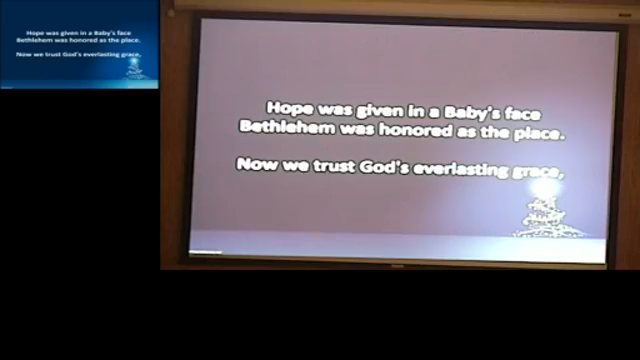 Hope was given in a Baby's face
Bethlehem was honored as the place.
Now we trust God's everlasting grace,
Hope was given in a Baby's face
Bethlehem was honored as the place.
Now we trust God's everlasting grace,